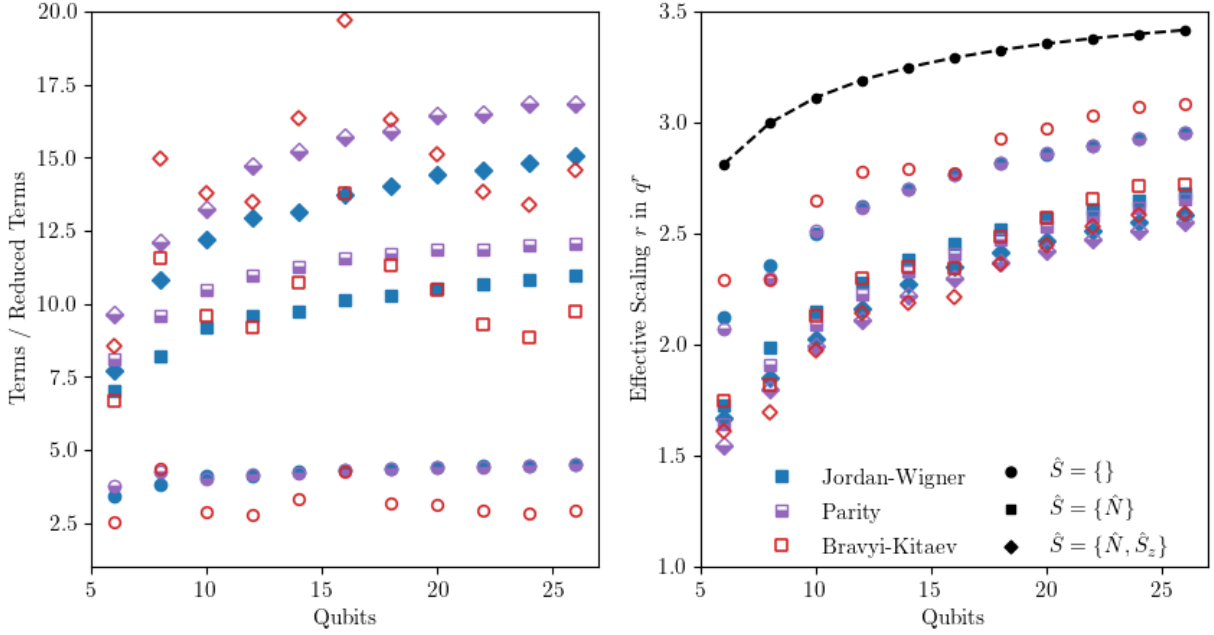 20.0
17.5
15.0
12.5
10.0
7.5
5.0
2.5
Terms / Reduced Terms
5
10
15
20
25
Qubits
3.5
3.0
2.5
2.0
1.5
1.0
Effective Scaling r in q^r
Jordan-Wigner
Parity
Bravyi-Kitaev
Ŝ = {}
Ŝ = {N̂}
Ŝ = {N̂, Ŝ_z}
5
10
15
20
25
Qubits